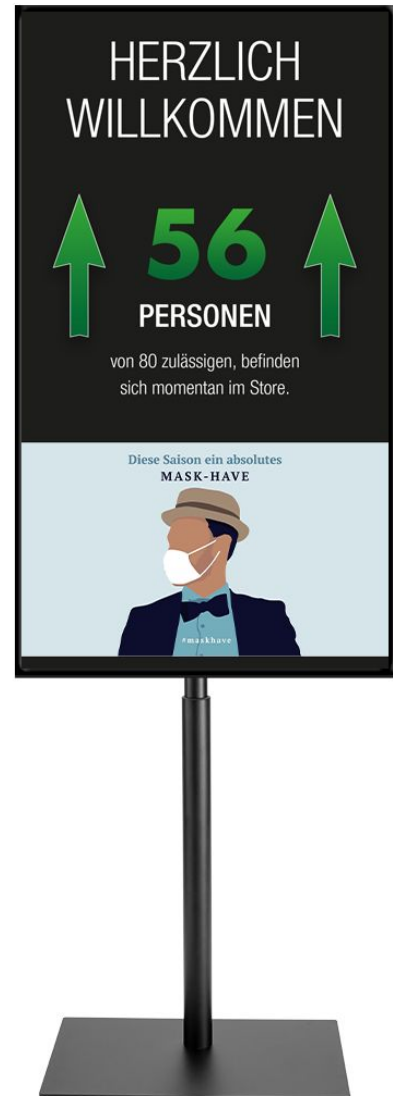 HERZLICH
WILLKOMMEN
56
PERSONEN
von 80 zulässigen, befinden
sich momentan im Store.
Diese Saison ein absolutes
MASK-HAVE
#maskhave